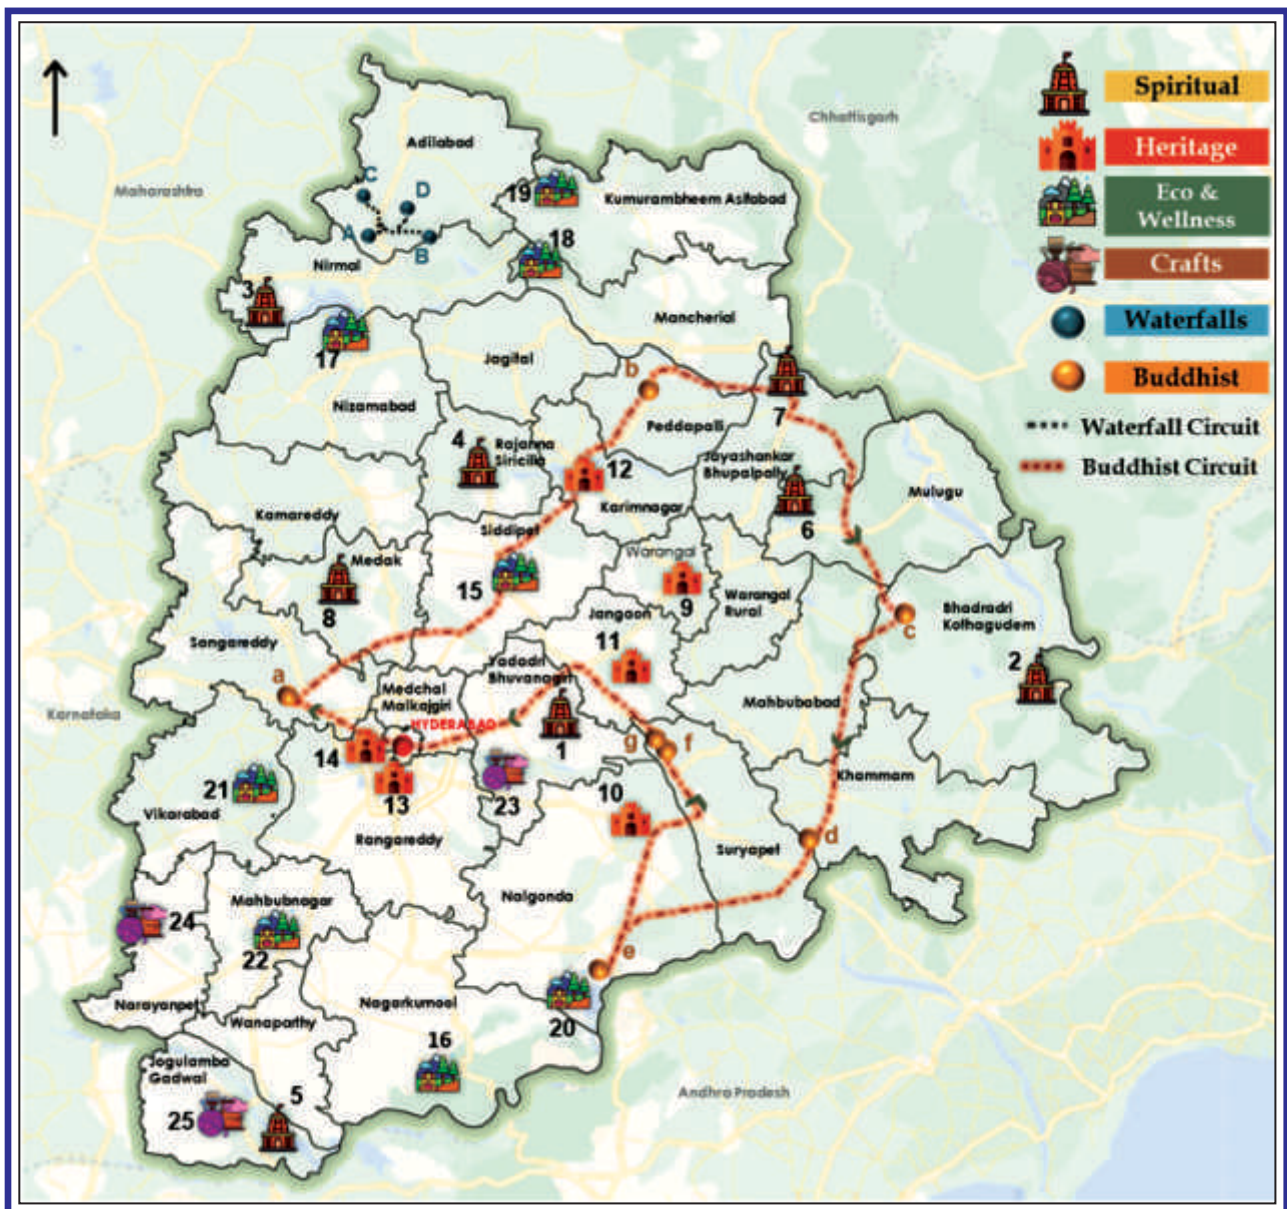 Spiritual
Heritage
Eco &
Wellness
Crafts
Waterfalls
Buddhist
Waterfall Circuit
Buddhist Circuit
Chhattisgarh
Maharashtra
Adilabad
C
D
A
B
19
Kumurambheem Asifabad
18
Nirmal
3
17
Mancherial
Jagital
b
Nizamabad
Peddapalli
7
4
Rajanna
Siricilla
12
Jayashankar
Bhupalpally
6
Mulugu
Karimnagar
Kamareddy
Siddipet
Medak
8
15
Warangal
9
Warangal
Rural
Jangaon
11
Bhadradri
Kothagudem
c
2
Sangareddy
a
Yadadri
Bhuvanagiri
Medchal
Malkajgiri
Mahbubabad
Karnataka
HYDERABAD
1
g
f
14
13
23
10
Khammam
21
Vikarabad
Rangareddy
Suryapet
d
Nalgonda
24
Mahbubnagar
22
e
Narayanpet
Wanaparthy
Nagarkurnool
20
16
Jogulamba
Gadwal
25
5
Andhra Pradesh